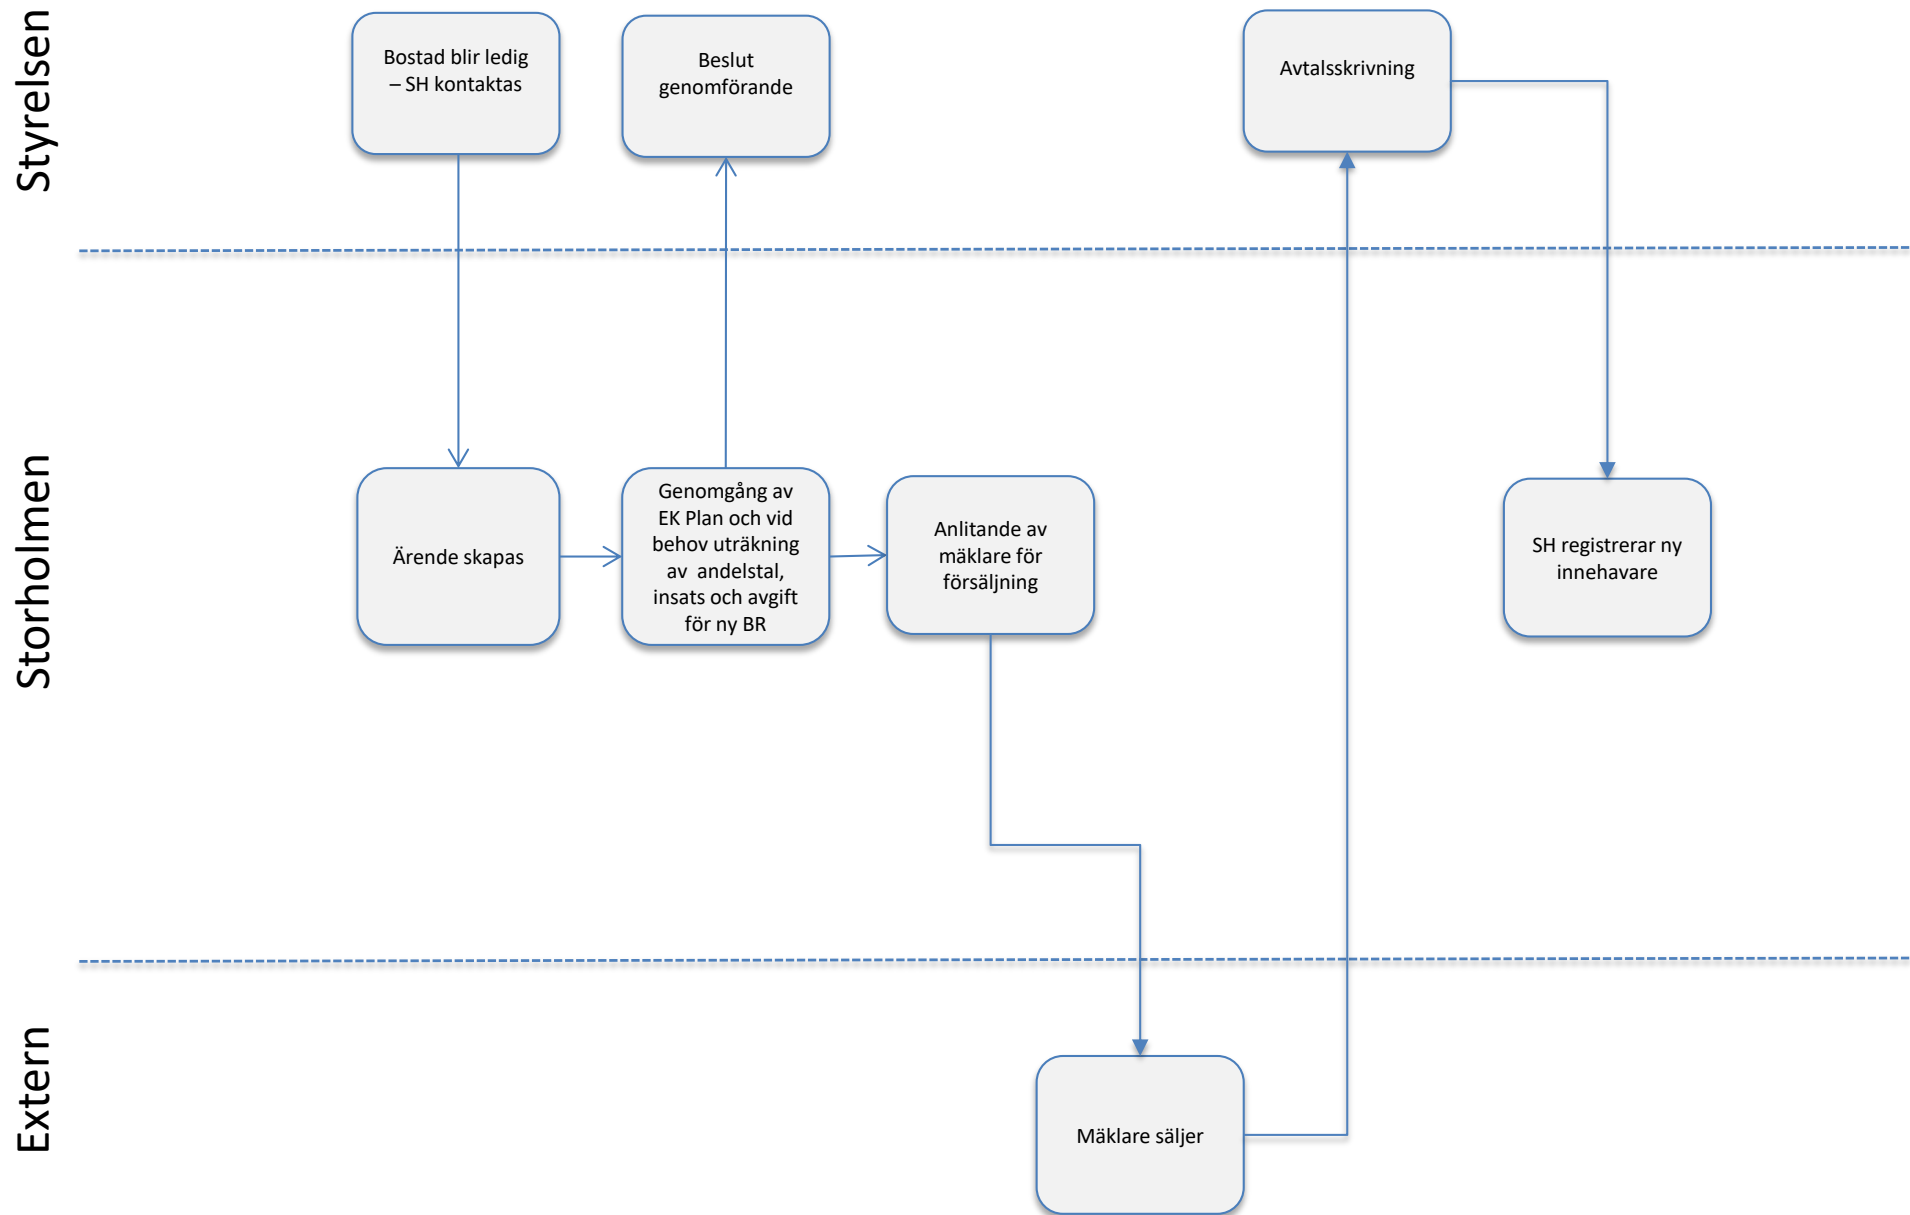 Styrelsen
Bostad blir ledig
– SH kontaktas
Beslut
genomförande
Avtalsskrivning
Storholmen
Ärende skapas
Genomgång av
EK Plan och vid
behov uträkning
av  andelstal,
insats och avgift
för ny BR
Anlitande av
mäklare för
försäljning
SH registrerar ny
innehavare
Extern
Mäklare säljer